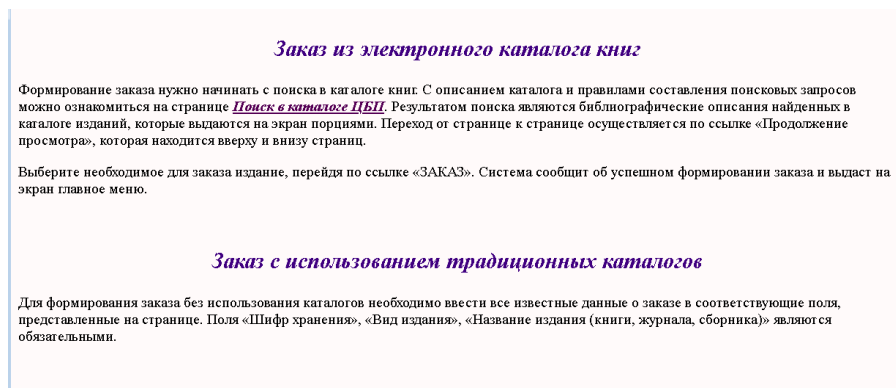 Заказ из электронного каталога книг
Формирование заказа нужно начинать с поиска в каталоге книг. С описанием каталога и правилами составления поисковых запросов
можно ознакомиться на странице Поиск в каталоге ЦБП. Результатом поиска являются библиографические описания найденных в
каталоге изданий, которые выдаются на экран порциями. Переход от странице к странице осуществляется по ссылке «Продолжение
просмотра», которая находится вверху и внизу страниц.
Выберите необходимое для заказа издание, перейдя по ссылке «ЗАКАЗ». Система сообщит об успешном формировании заказа и выдаст на
экран главное меню.
Заказ с использованием традиционных каталогов
Для формирования заказа без использования каталогов необходимо ввести все известные данные о заказе в соответствующие поля,
представленные на странице. Поля «Шифр хранения», «Вид издания», «Название издания (книги, журнала, сборника)» являются
обязательными.